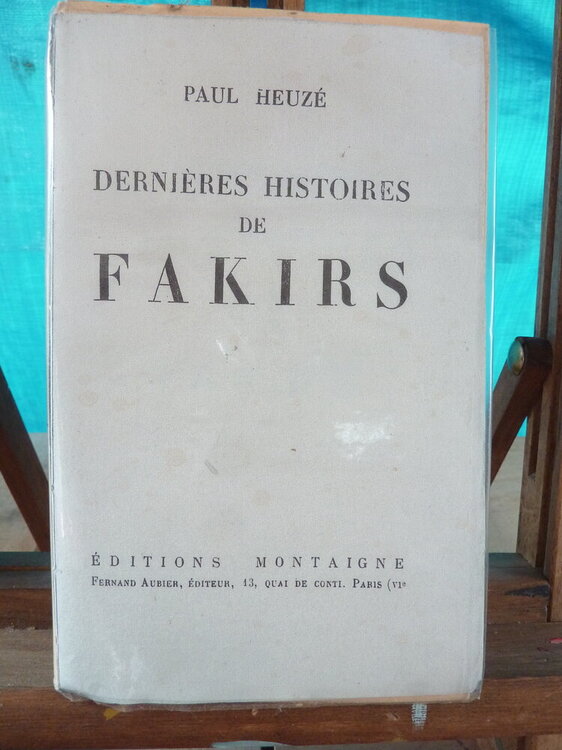 PAUL HEUZÉ
DERNIÈRES HISTOIRES
DE
FAKIRS
ÉDITIONS MONTAIGNE
FERNAND AUBIER, ÉDITEUR, 13, QUAI DE CONTI. PARIS (VIe